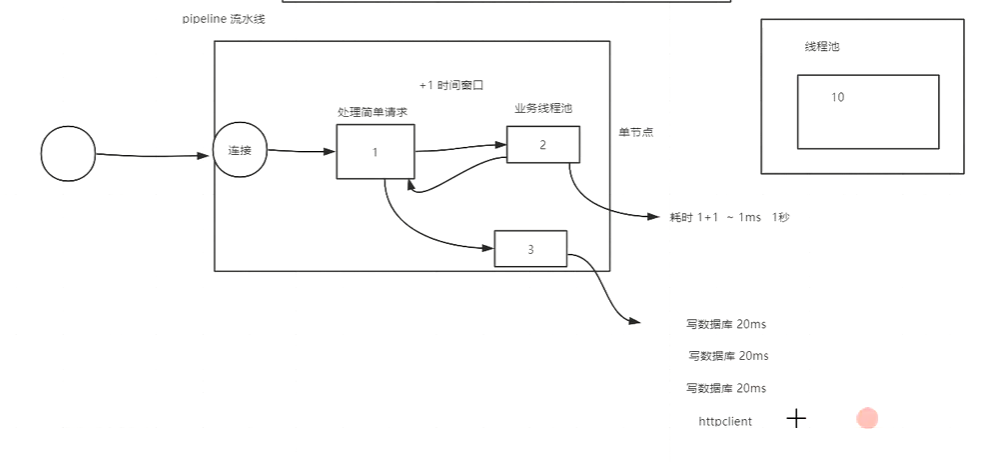 pipeline 流水线
线程池
+1 时间窗口
10
处理简单请求
业务线程池
单节点
连接
1
2
耗时 1+1 ~ 1ms 1秒
3
写数据库 20ms
写数据库 20ms
写数据库 20ms
httpclient